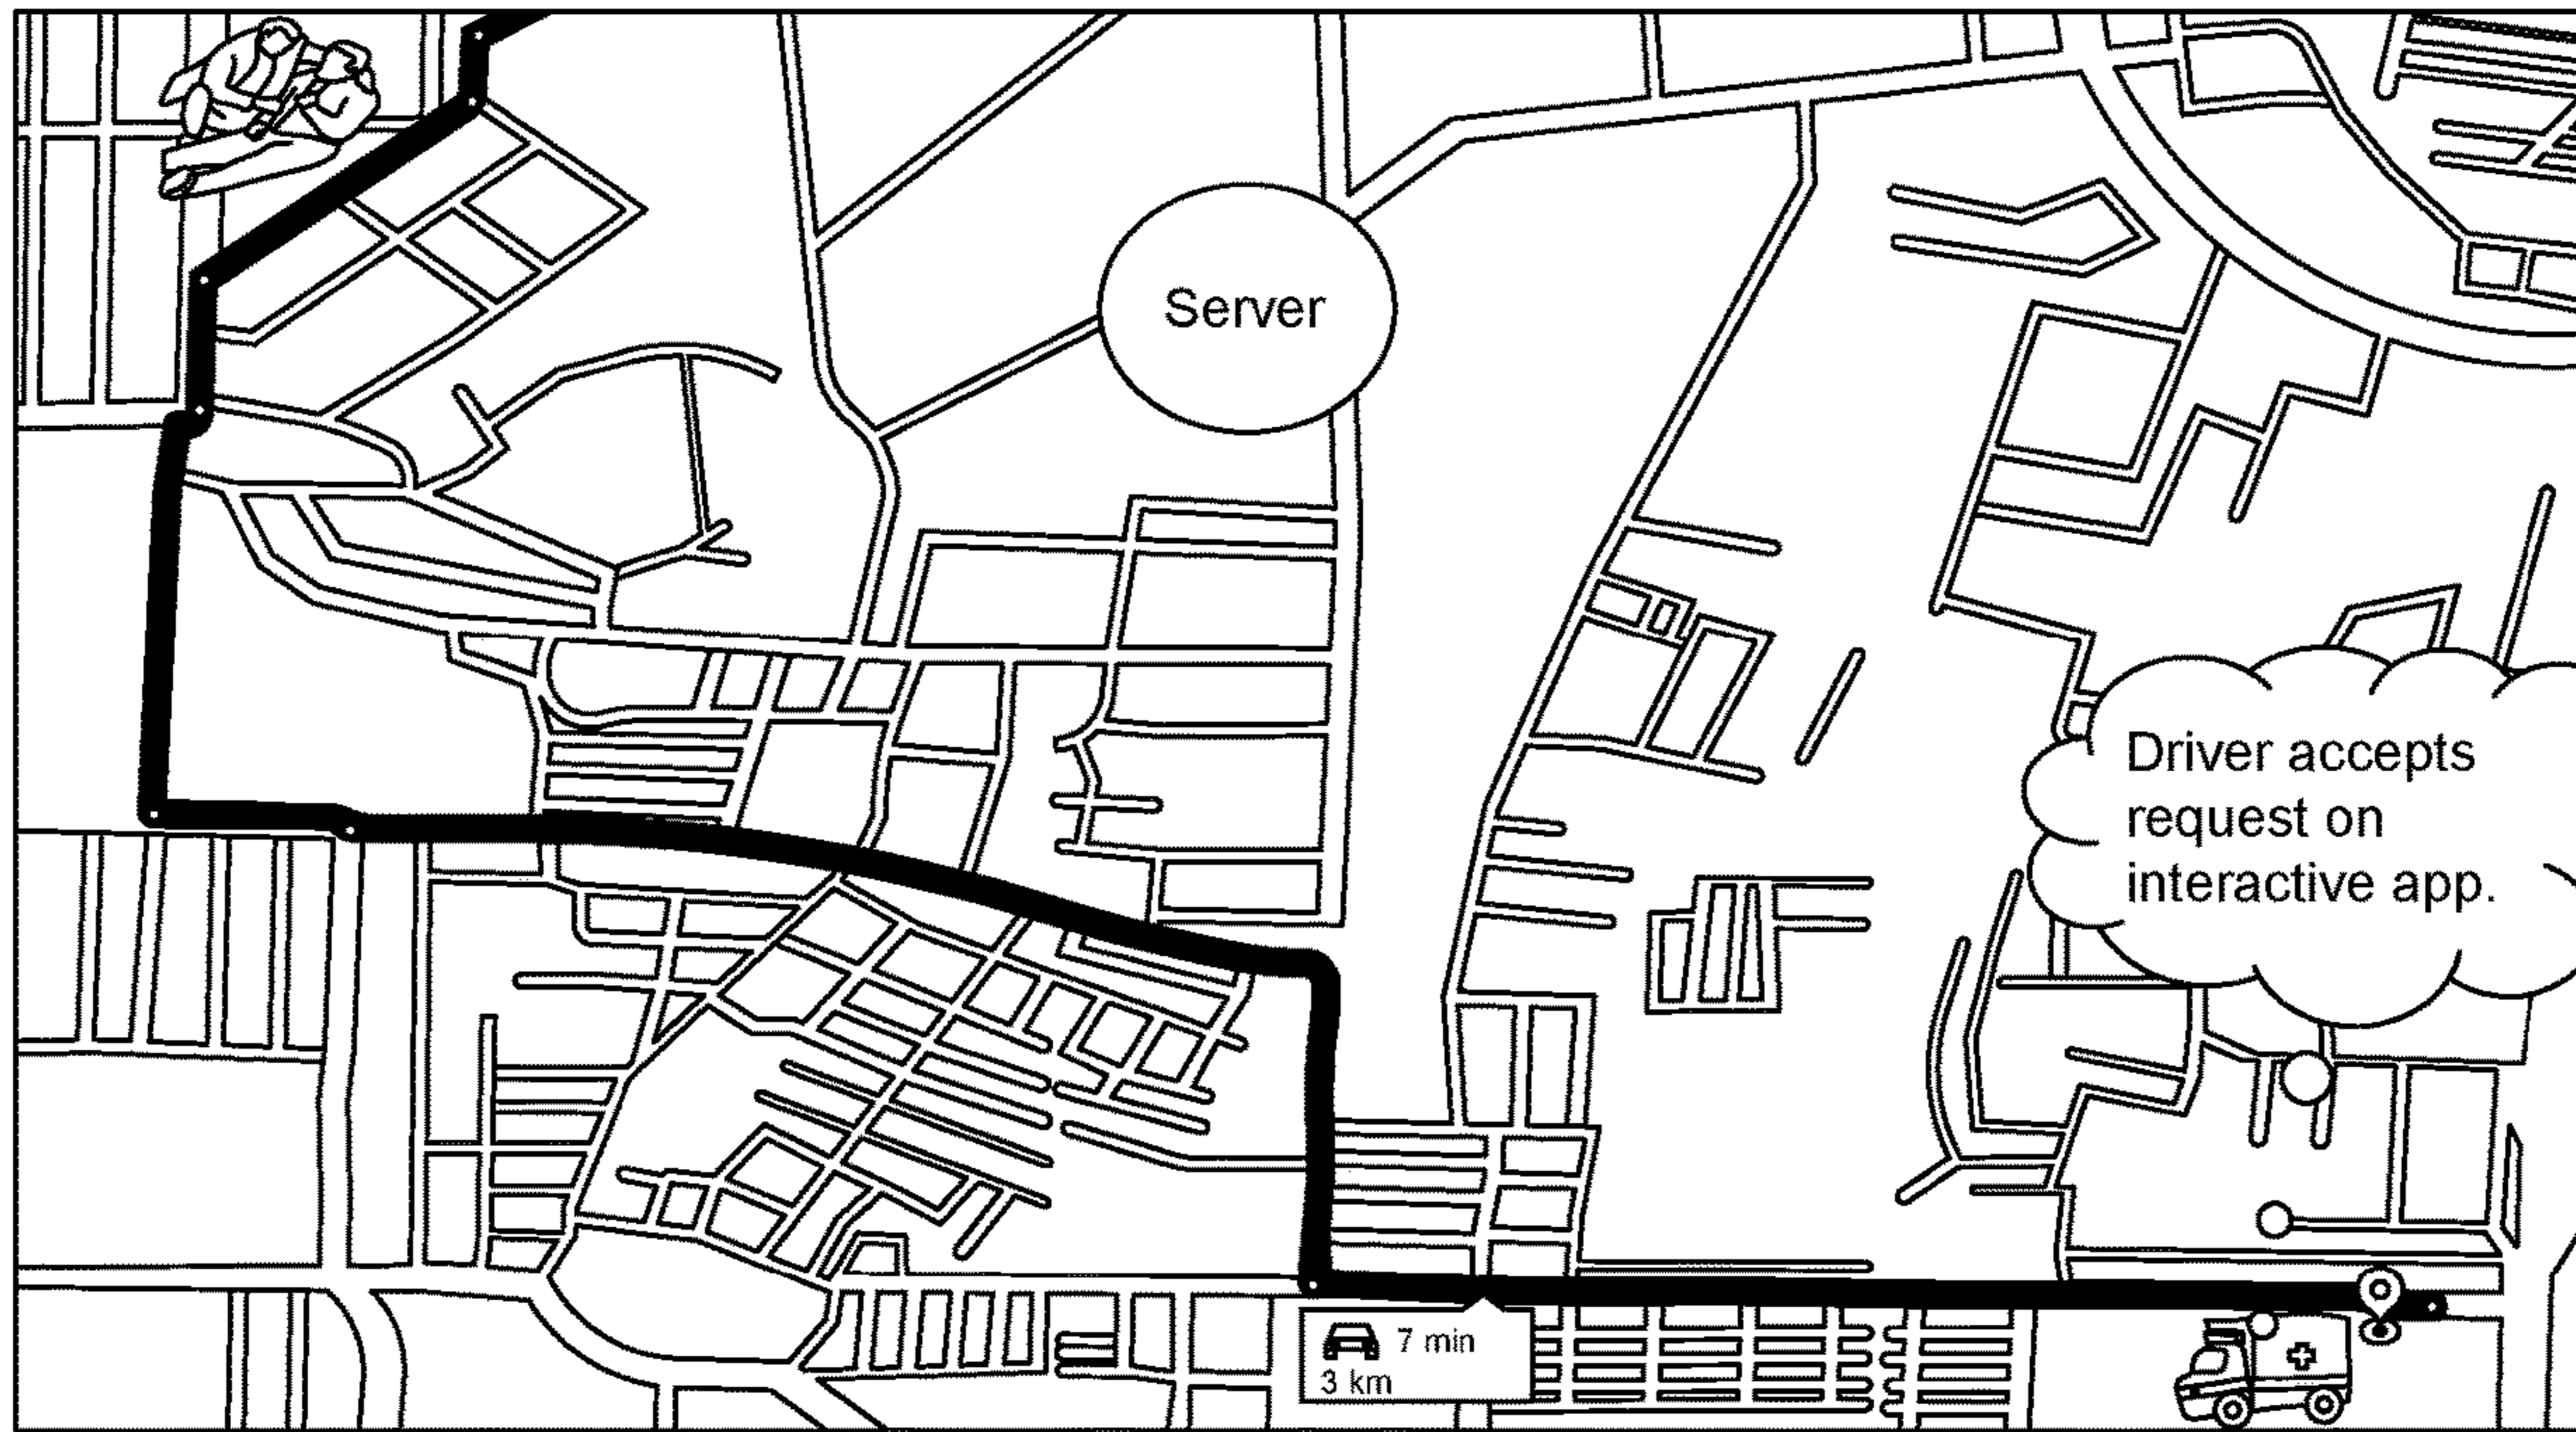 Server
Driver accepts
request on
interactive app.
7 min
3 km